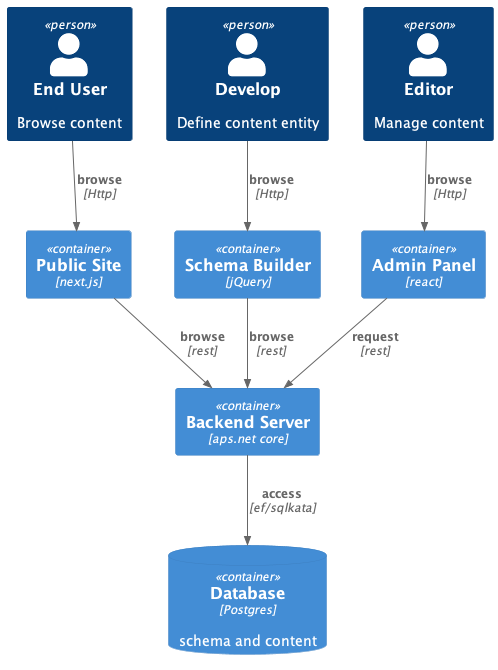 «person»
End User
Browse content
«person»
Develop
Define content entity
«person»
Editor
Manage content
browse
[Http]
browse
[Http]
browse
[Http]
«container»
Public Site
[next.js]
«container»
Schema Builder
[jQuery]
«container»
Admin Panel
[react]
browse
[rest]
browse
[rest]
request
[rest]
«container»
Backend Server
[aps.net core]
access
[ef/sqlkata]
«container»
Database
[Postgres]
schema and content